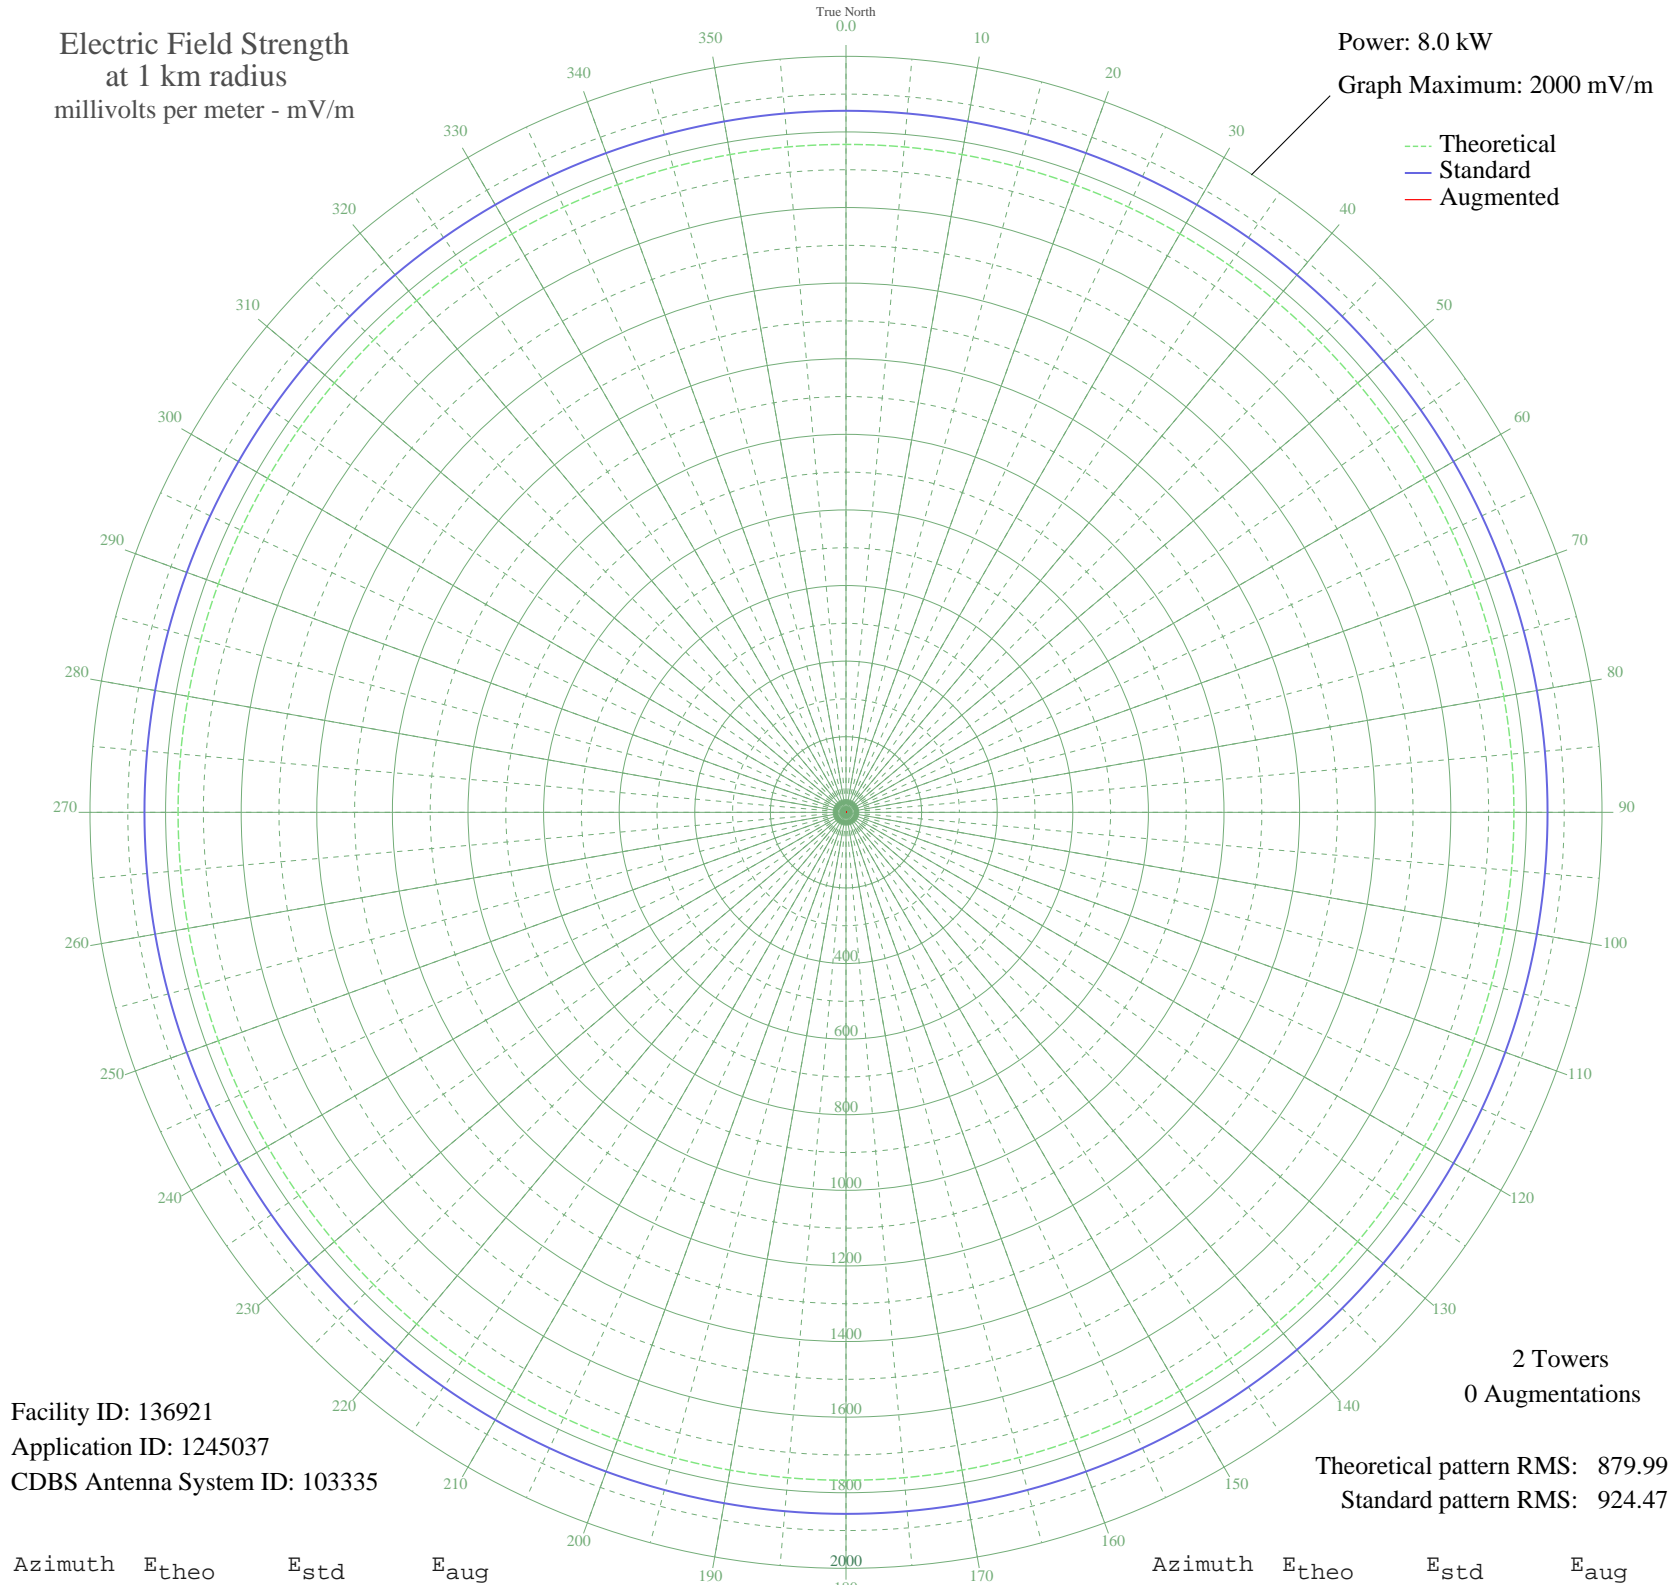 True North
Electric Field Strength
at 1 km radius
millivolts per meter - mV/m
Power: 8.0 kW
Graph Maximum: 2000 mV/m
Theoretical
Standard
Augmented
0.0
10
20
30
40
50
60
70
80
90
100
110
120
130
140
150
160
170
190
200
210
220
230
240
250
260
270
280
290
300
310
320
330
340
350
400
600
800
1000
1200
1400
1600
1800
2000
180
2 Towers
0 Augmentations
Facility ID: 136921
Application ID: 1245037
CDBS Antenna System ID: 103335
Theoretical pattern RMS: 879.99
Standard pattern RMS: 924.47
Azimuth Etheo Estd Eaug
Azimuth Etheo Estd Eaug